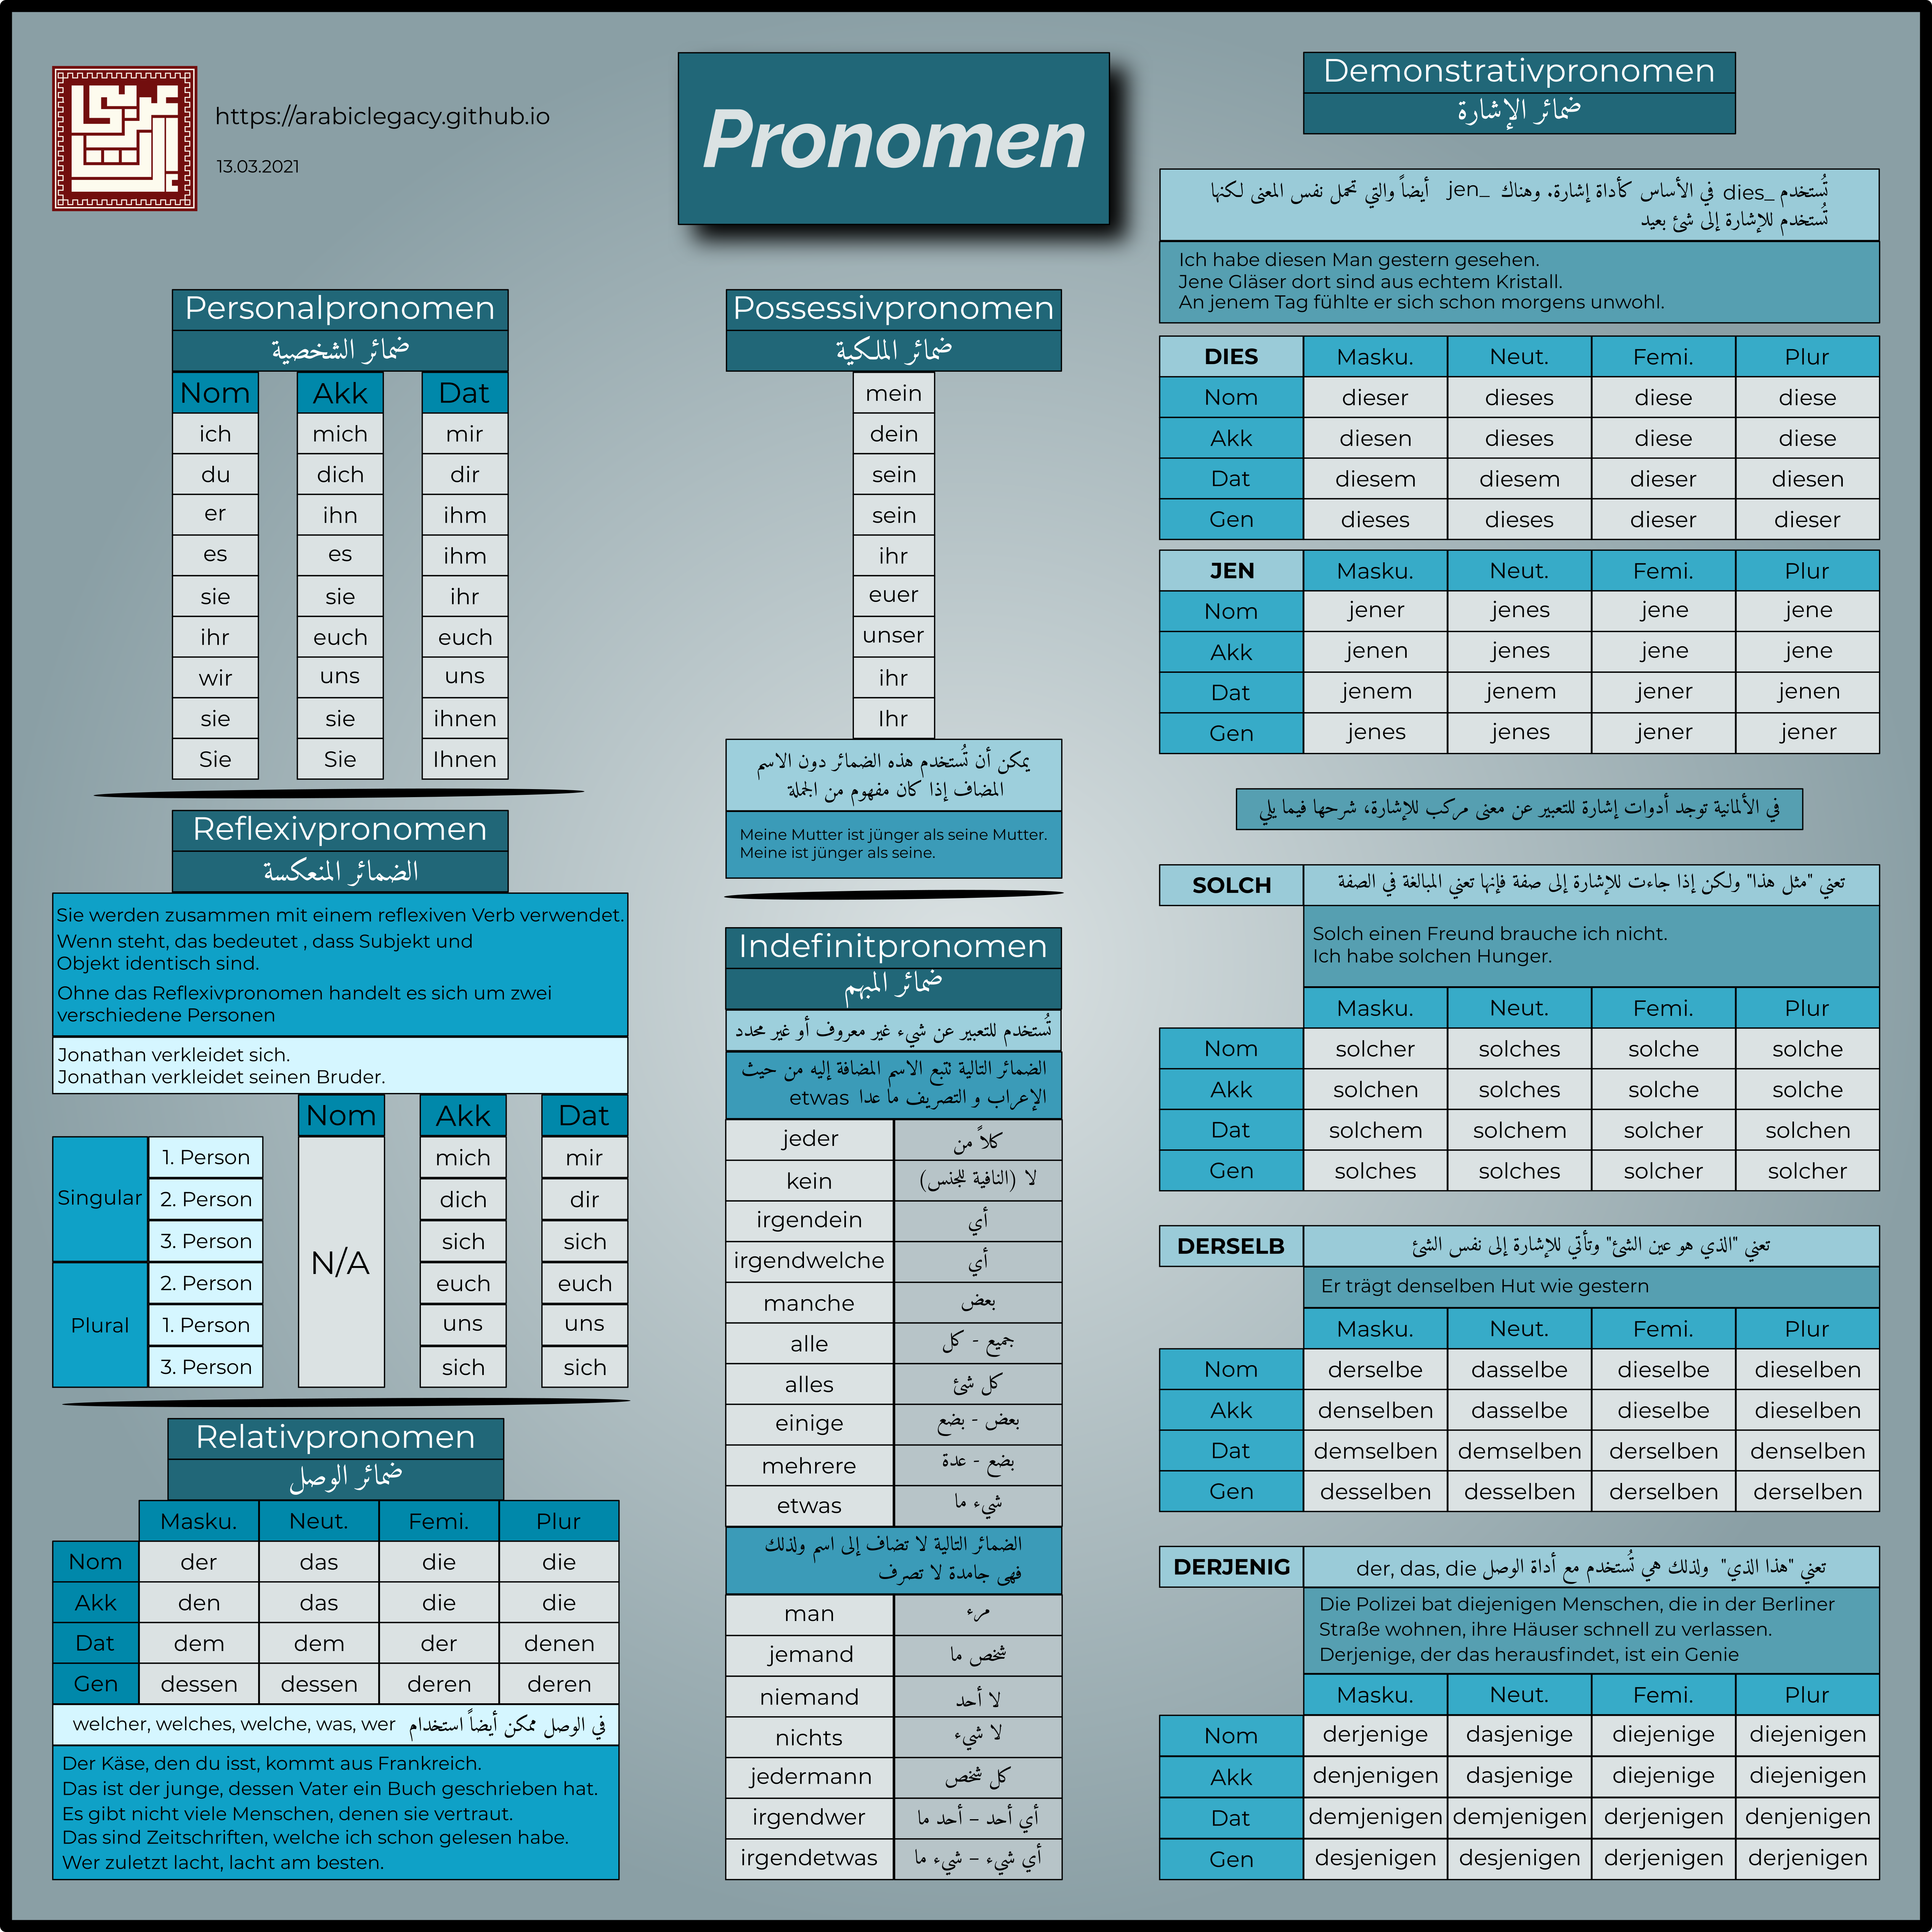 https://arabiclegacy.github.io
13.03.2021
Pronomen
Personalpronomen
ضمائر الشخصية
Nom Akk Dat
ich mich mir
du dich dir
er ihn ihm
es es ihm
sie sie ihr
ihr euch euch
wir uns uns
sie sie ihnen
Sie Sie Ihnen
Reflexivpronomen
الضمائر المنعكسة
Sie werden zusammen mit einem reflexiven Verb verwendet.
Wenn steht, das bedeutet , dass Subjekt und
Objekt identisch sind.
Ohne das Reflexivpronomen handelt es sich um zwei
verschiedene Personen
Jonathan verkleidet sich.
Jonathan verkleidet seinen Bruder.
Nom Akk Dat
Singular
1. Person mich mir
2. Person dich dir
3. Person sich sich
N/A
Plural
2. Person euch euch
1. Person uns uns
3. Person sich sich
Relativpronomen
ضمائر الوصل
Masku. Neut. Femi. Plur
Nom der das die die
Akk den das die die
Dat dem dem der denen
Gen dessen dessen deren deren
في الوصل ممكن أيضاً استخدام welcher, welches, welche, was, wer
Der Käse, den du isst, kommt aus Frankreich.
Das ist der junge, dessen Vater ein Buch geschrieben hat.
Es gibt nicht viele Menschen, denen sie vertraut.
Das sind Zeitschriften, welche ich schon gelesen habe.
Wer zuletzt lacht, lacht am besten.
Possessivpronomen
ضمائر الملكية
mein
dein
sein
sein
ihr
euer
unser
ihr
Ihr
يمكن أن تُستخدم هذه الضمائر دون الاسم
المضاف إذا كان مفهوم من الجملة
Meine Mutter ist jünger als seine Mutter.
Meine ist jünger als seine.
Indefinitpronomen
ضمائر المبهم
تُستخدم للتعبير عن شيء غير معروف أو غير محدد
الضمائر التالية تتبع الاسم المضافة إليه من حيث
الإعراب و التصريف ما عدا etwas
jeder كلاً من
kein لا (النافية للجنس)
irgendein أي
irgendwelche أي
manche بعض
alle جميع - كل
alles كل شئ
einige بعض - بضع
mehrere بضع - عدة
etwas شيء ما
الضمائر التالية لا تضاف إلى اسم ولذلك
فهى جامدة لا تصرف
man مرء
jemand شخص ما
niemand لا أحد
nichts لا شيء
jedermann كل شخص
irgendwer أي أحد – أحد ما
irgendetwas أي شيء – شيء ما
Demonstrativpronomen
ضمائر الإشارة
تُستخدم dies_ في الأساس كأداة إشارة. وهناك jen_ أيضاً والتي تحمل نفس المعنى لكنها
تُستخدم للإشارة إلى شئ بعيد
Ich habe diesen Man gestern gesehen.
Jene Gläser dort sind aus echtem Kristall.
An jenem Tag fühlte er sich schon morgens unwohl.
DIES Masku. Neut. Femi. Plur
Nom dieser dieses diese diese
Akk diesen dieses diese diese
Dat diesem diesem dieser diesen
Gen dieses dieses dieser dieser
JEN Masku. Neut. Femi. Plur
Nom jener jenes jene jene
Akk jenen jenes jene jene
Dat jenem jenem jener jenen
Gen jenes jenes jener jener
في الألمانية توجد أدوات إشارة للتعبير عن معنى مركب للإشارة، شرحها فيما يلي
SOLCH تعني "مثل هذا" ولكن إذا جاءت للإشارة إلى صفة فإنها تعني المبالغة في الصفة
Solch einen Freund brauche ich nicht.
Ich habe solchen Hunger.
Masku. Neut. Femi. Plur
Nom solcher solches solche solche
Akk solchen solches solche solche
Dat solchem solchem solcher solchen
Gen solches solches solcher solcher
DERSELB تعني "الذي هو عين الشئ" وتأتي للإشارة إلى نفس الشئ
Er trägt denselben Hut wie gestern
Masku. Neut. Femi. Plur
Nom derselbe dasselbe dieselbe dieselben
Akk denselben dasselbe dieselbe dieselben
Dat demselben demselben derselben denselben
Gen desselben desselben derselben derselben
DERJENIG تعني "هذا الذي" ولذلك هي تُستخدم مع أداة الوصل der, das, die
Die Polizei bat diejenigen Menschen, die in der Berliner
Straße wohnen, ihre Häuser schnell zu verlassen.
Derjenige, der das herausfindet, ist ein Genie
Masku. Neut. Femi. Plur
Nom derjenige dasjenige diejenige diejenigen
Akk denjenigen dasjenige diejenige diejenigen
Dat demjenigen demjenigen derjenigen denjenigen
Gen desjenigen desjenigen derjenigen derjenigen